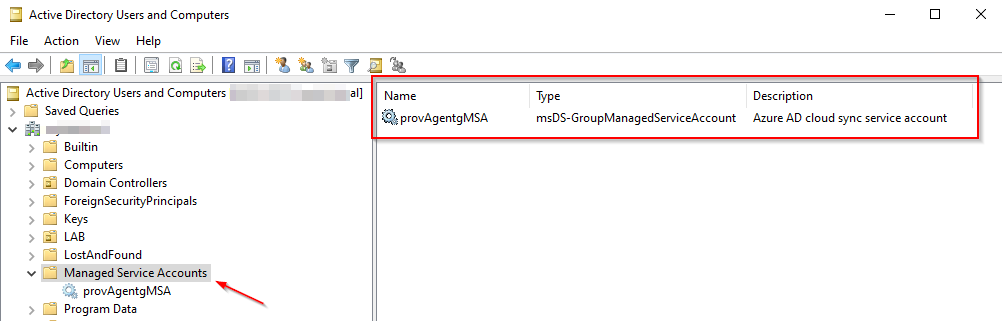 Active Directory Users and Computers
File Action View Help
Active Directory Users and Computers al]
Saved Queries
Builtin
Computers
Domain Controllers
ForeignSecurityPrincipals
Keys
LAB
LostAndFound
Managed Service Accounts
provAgentgMSA
Program Data
Name Type Description
provAgentgMSA msDS-GroupManagedServiceAccount Azure AD cloud sync service account